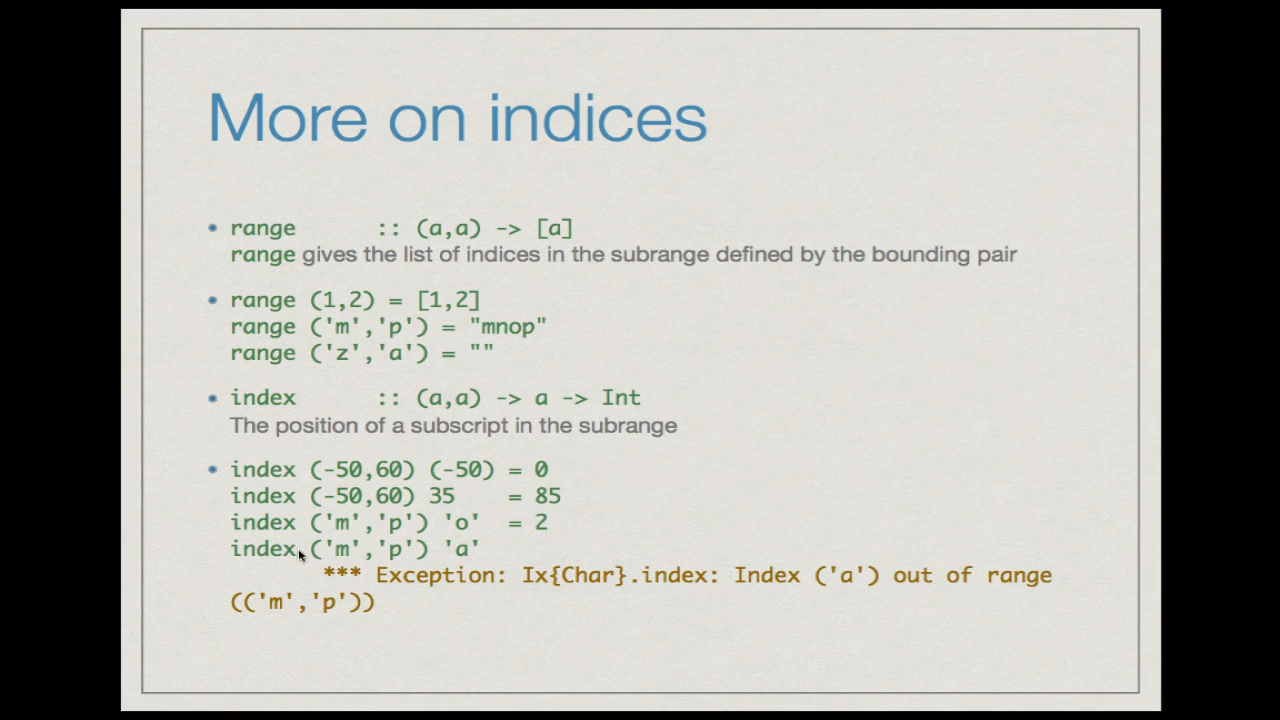 More on indices
range :: (a,a) -> [a]
range gives the list of indices in the subrange defined by the bounding pair
range (1,2) = [1,2]
range ('m','p') = "mnop"
range ('z','a') = ""
index :: (a,a) -> a -> Int
The position of a subscript in the subrange
index (-50,60) (-50) = 0
index (-50,60) 35 = 85
index ('m','p') 'o' = 2
index ('m','p') 'a'
*** Exception: Ix{Char}.index: Index ('a') out of range
(('m','p'))